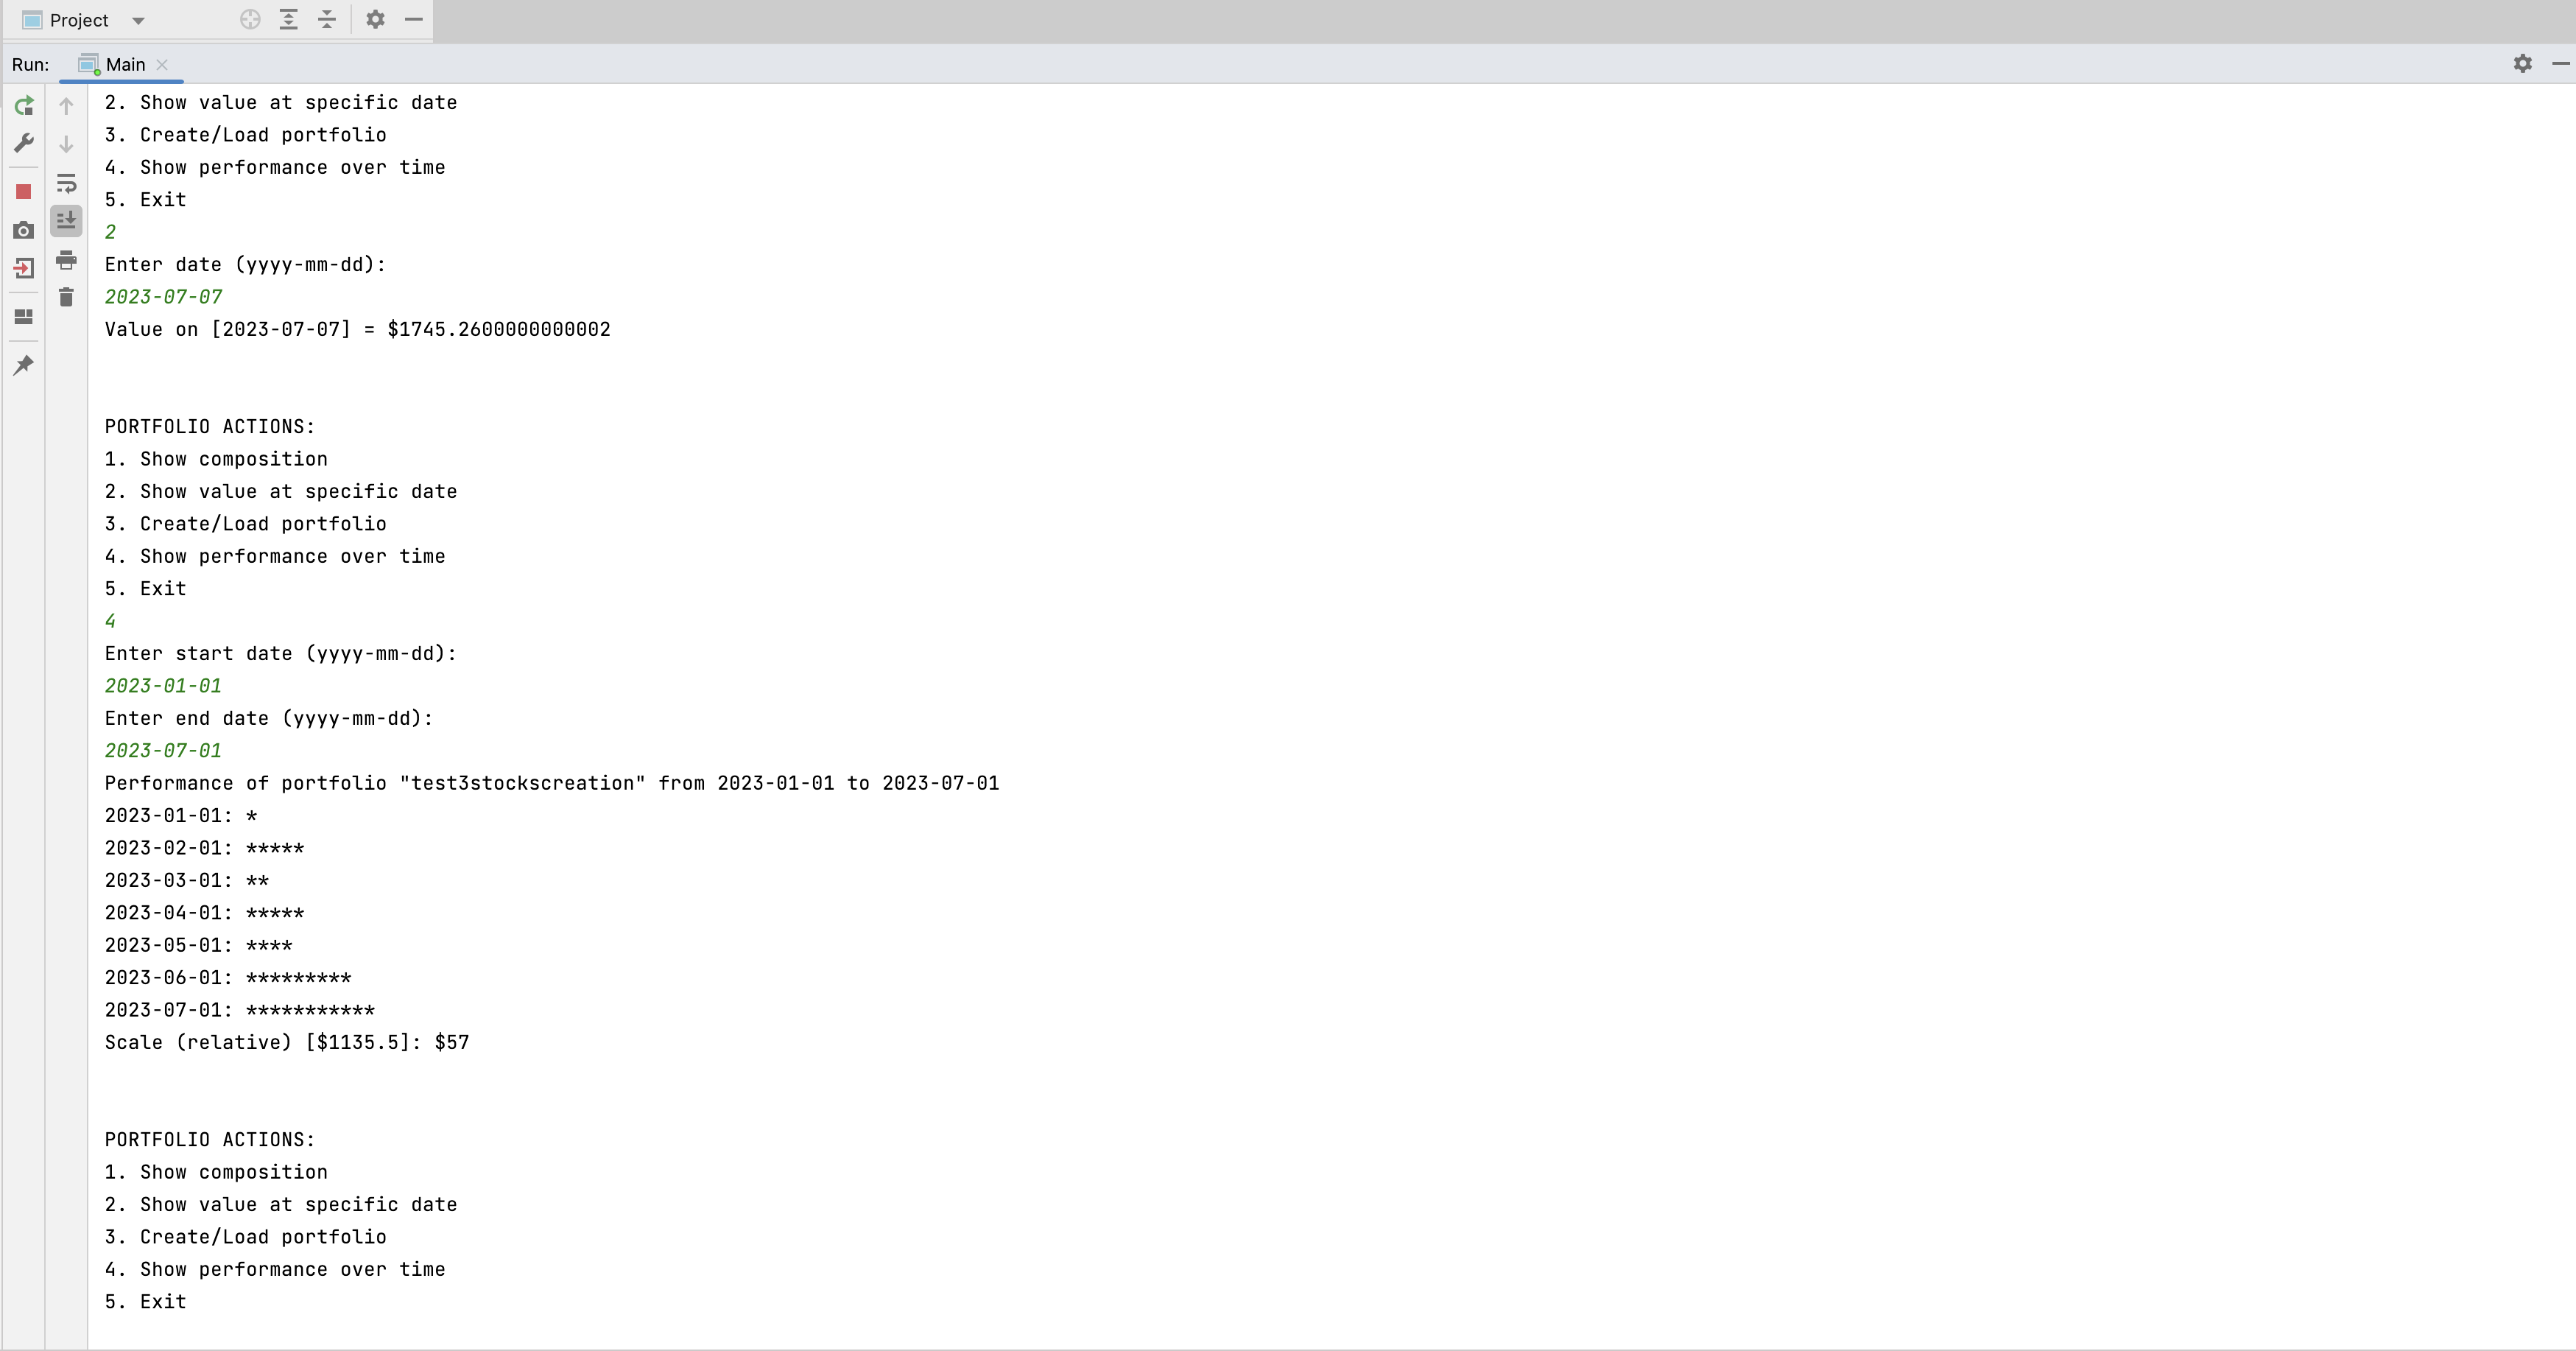 Project
Run: Main
2. Show value at specific date
3. Create/Load portfolio
4. Show performance over time
5. Exit
2
Enter date (yyyy-mm-dd):
2023-07-07
Value on [2023-07-07] = $1745.2600000000002
PORTFOLIO ACTIONS:
1. Show composition
2. Show value at specific date
3. Create/Load portfolio
4. Show performance over time
5. Exit
4
Enter start date (yyyy-mm-dd):
2023-01-01
Enter end date (yyyy-mm-dd):
2023-07-01
Performance of portfolio "test3stockscreation" from 2023-01-01 to 2023-07-01
2023-01-01: *
2023-02-01: *****
2023-03-01: **
2023-04-01: *****
2023-05-01: ****
2023-06-01: *********
2023-07-01: ***********
Scale (relative) [$1135.5]: $57
PORTFOLIO ACTIONS:
1. Show composition
2. Show value at specific date
3. Create/Load portfolio
4. Show performance over time
5. Exit